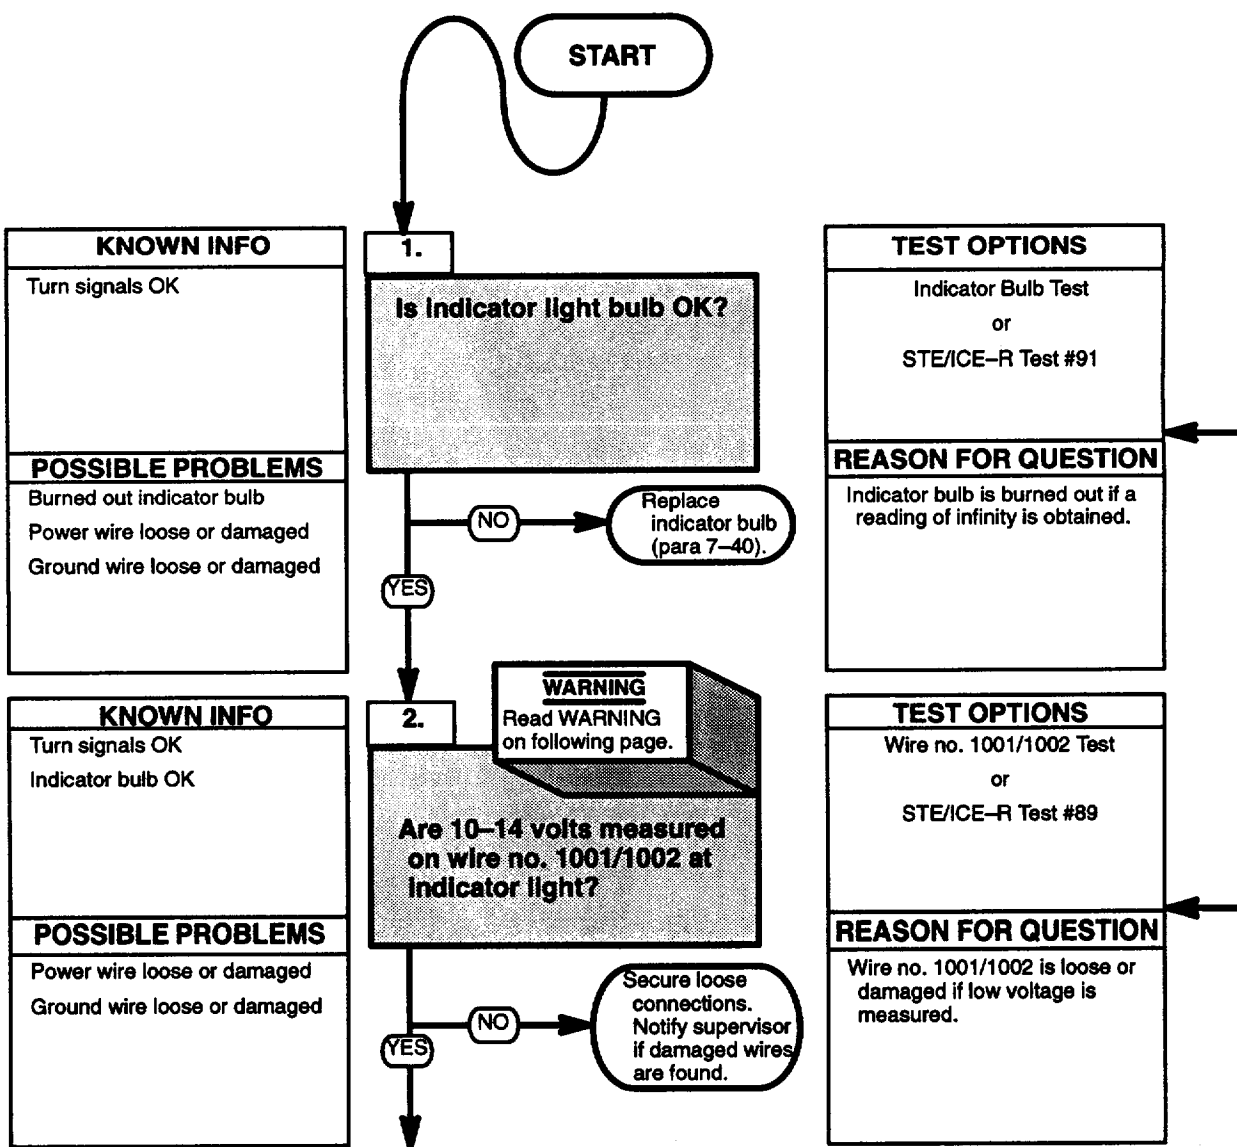 START
KNOWN INFO
Turn signals OK
POSSIBLE PROBLEMS
Burned out indicator bulb
Power wire loose or damaged
Ground wire loose or damaged
1.
Is indicator light bulb OK?
NO
Replace
indicator bulb
(para 7–40).
YES
TEST OPTIONS
Indicator Bulb Test
or
STE/ICE–R Test #91
REASON FOR QUESTION
Indicator bulb is burned out if a
reading of infinity is obtained.
KNOWN INFO
Turn signals OK
Indicator bulb OK
POSSIBLE PROBLEMS
Power wire loose or damaged
Ground wire loose or damaged
2.
WARNING
Read WARNING
on following page.
Are 10–14 volts measured
on wire no. 1001/1002 at
indicator light?
NO
Secure loose
connections.
Notify supervisor
if damaged wires
are found.
YES
TEST OPTIONS
Wire no. 1001/1002 Test
or
STE/ICE–R Test #89
REASON FOR QUESTION
Wire no. 1001/1002 is loose or
damaged if low voltage is
measured.